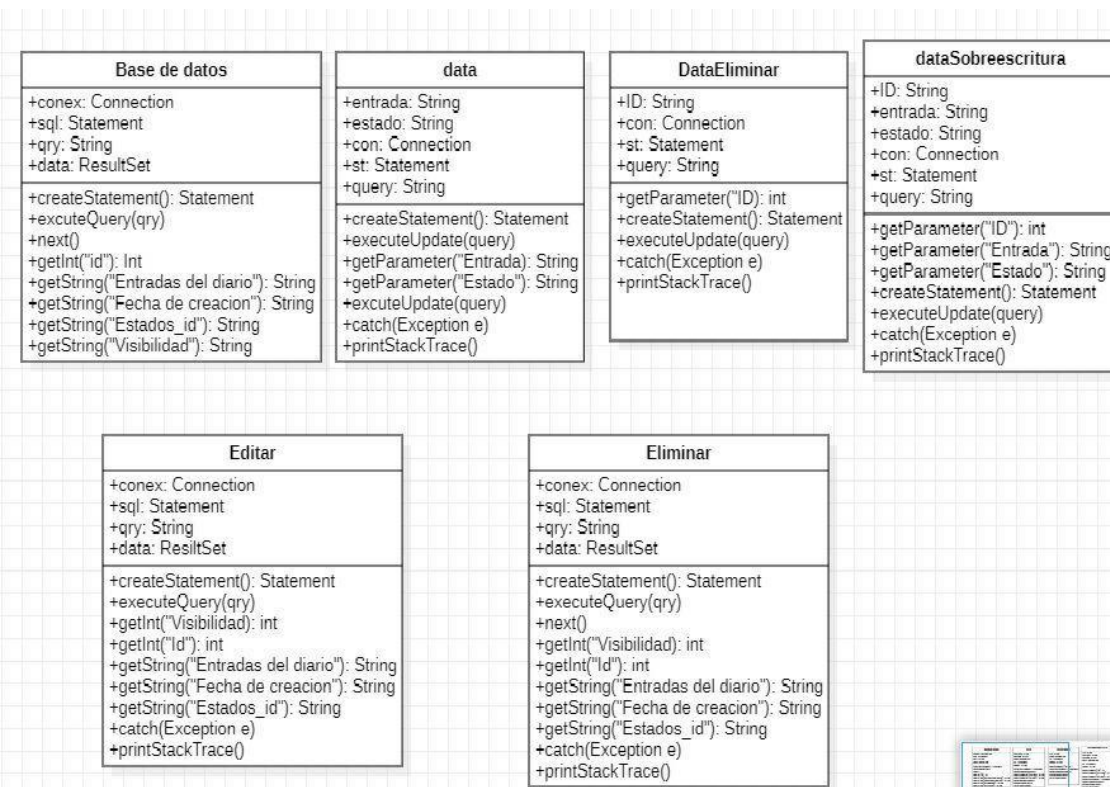 Base de datos
+conex: Connection
+sql: Statement
+qry: String
+data: ResultSet
+createStatement(): Statement
+excuteQuery(qry)
+next()
+getInt("id"): Int
+getString("Entradas del diario"): String
+getString("Fecha de creacion"): String
+getString("Estados_id"): String
+getString("Visibilidad"): String
data
+entrada: String
+estado: String
+con: Connection
+st: Statement
+query: String
+createStatement(): Statement
+executeUpdate(query)
+getParameter("Entrada): String
+getParameter("Estado"): String
+excuteUpdate(query)
+catch(Exception e)
+printStackTrace()
DataEliminar
+ID: String
+con: Connection
+st: Statement
+query: String
+getParameter("ID): int
+createStatement(): Statement
+executeUpdate(query)
+catch(Exception e)
+printStackTrace()
dataSobreescritura
+ID: String
+entrada: String
+estado: String
+con: Connection
+st: Statement
+query: String
+getParameter("ID"): int
+getParameter("Entrada"): String
+getParameter("Estado"): String
+createStatement(): Statement
+executeUpdate(query)
+catch(Exception e)
+printStackTrace()
Editar
+conex: Connection
+sql: Statement
+qry: String
+data: ResiltSet
+createStatement(): Statement
+executeQuery(qry)
+getInt("Visibilidad): int
+getInt("Id"): int
+getString("Entradas del diario"): String
+getString("Fecha de creacion"): String
+getString("Estados_id"): String
+catch(Exception e)
+printStackTrace()
Eliminar
+conex: Connection
+sql: Statement
+qry: String
+data: ResultSet
+createStatement(): Statement
+executeQuery(qry)
+next()
+getInt("Visibilidad): int
+getInt("Id"): int
+getString("Entradas del diario"): String
+getString("Fecha de creacion"): String
+getString("Estados_id"): String
+catch(Exception e)
+printStackTrace()